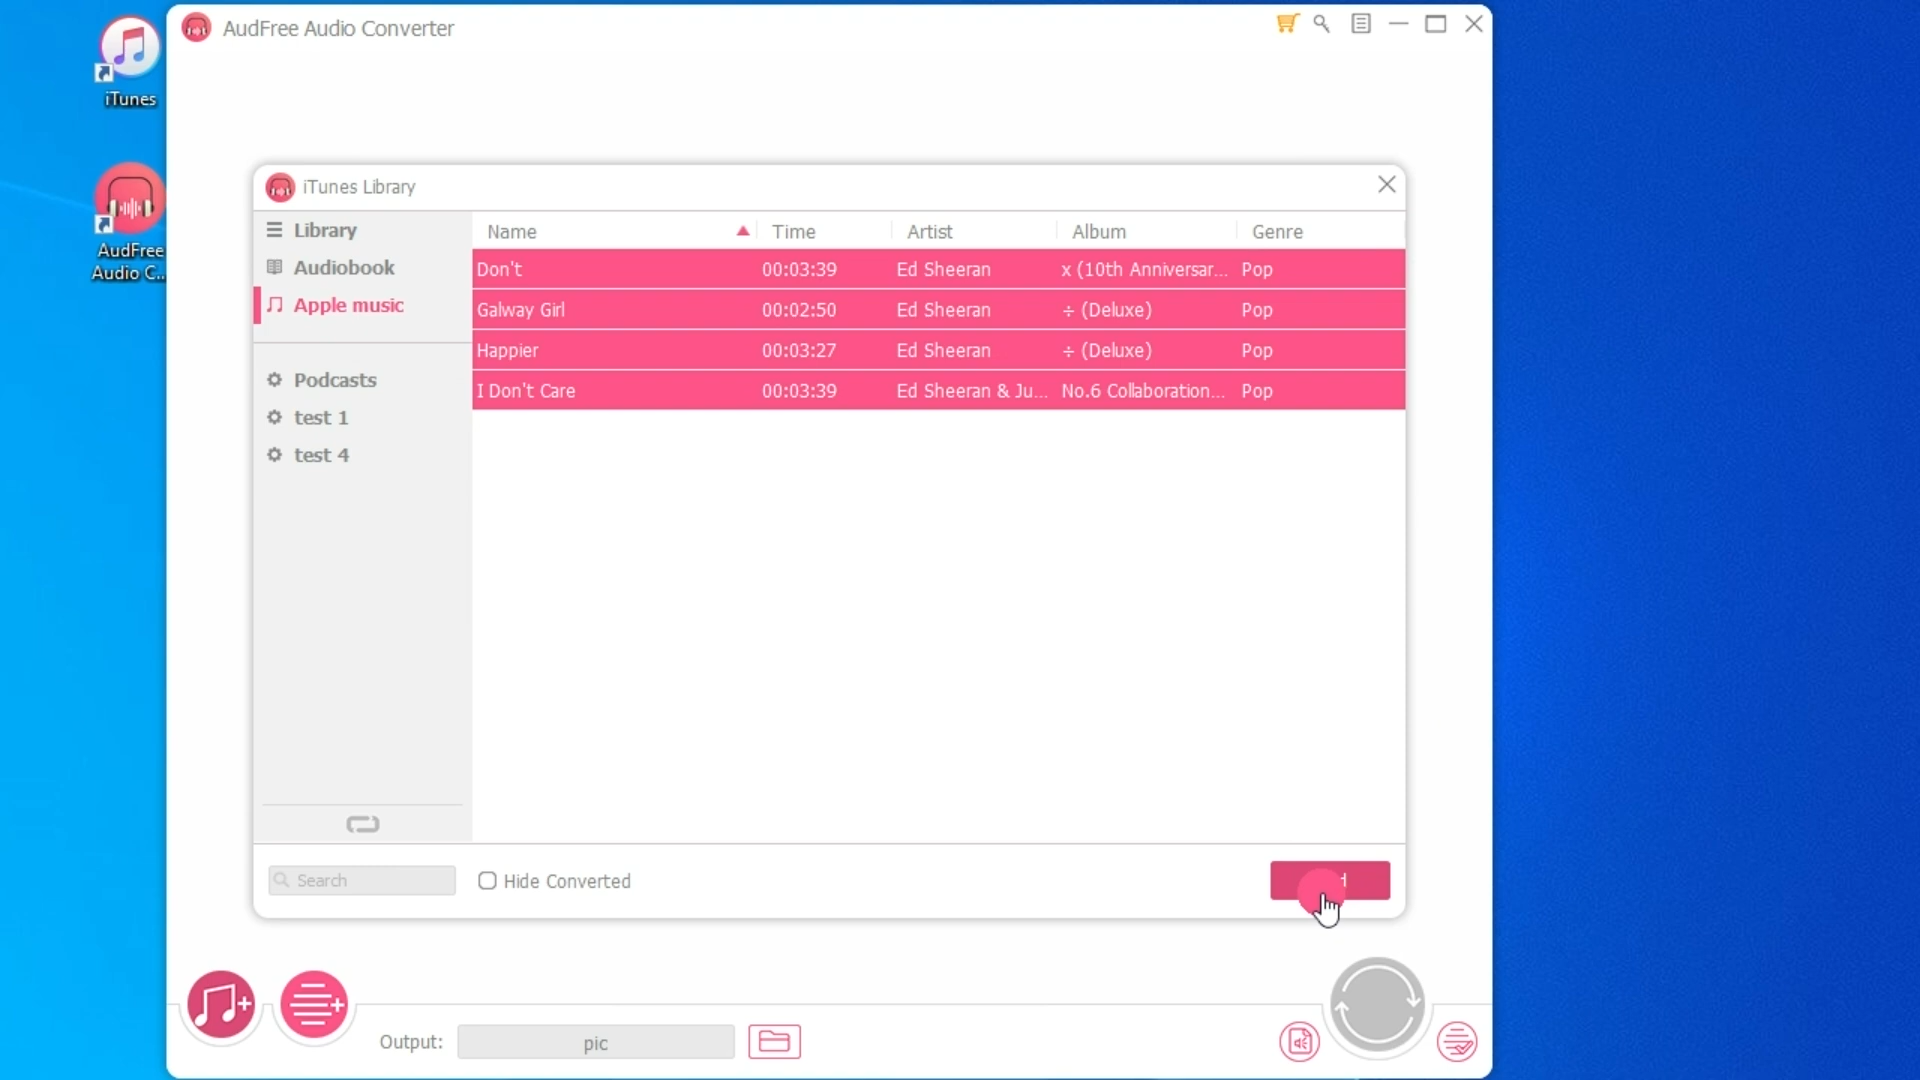 iTunes
AudFree
Audio C...
AudFree Audio Converter
iTunes Library
Library
Audiobook
Apple music
Podcasts
test 1
test 4
Name Time Artist Album Genre
Don't 00:03:39 Ed Sheeran x (10th Anniversar... Pop
Galway Girl 00:02:50 Ed Sheeran ÷ (Deluxe) Pop
Happier 00:03:27 Ed Sheeran ÷ (Deluxe) Pop
I Don't Care 00:03:39 Ed Sheeran & Ju... No.6 Collaboration... Pop
Search
Hide Converted
Output: pic